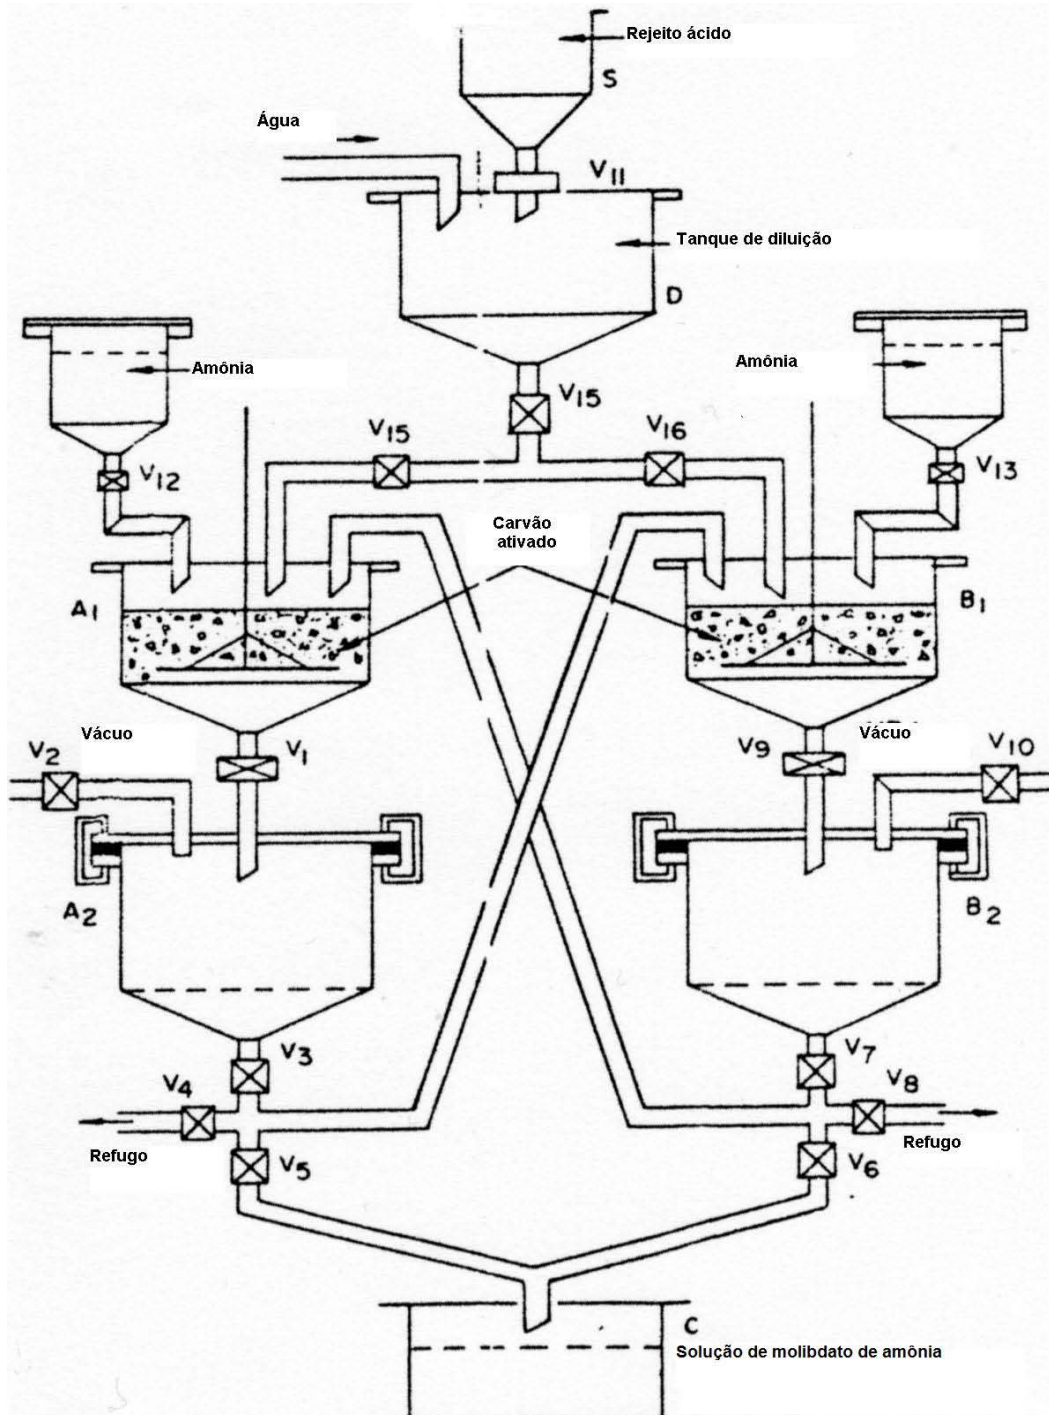 Rejeito ácido
S
Água
V11
Tanque de diluição
D
Amônia
Amônia
V15
V15
V16
V12
V13
Carvão
ativado
A1
B1
Vácuo
Vácuo
V2
V1
V9
V10
A2
B2
V3
V7
V4
V8
Refugo
Refugo
V5
V6
C
Solução de molibdato de amônia